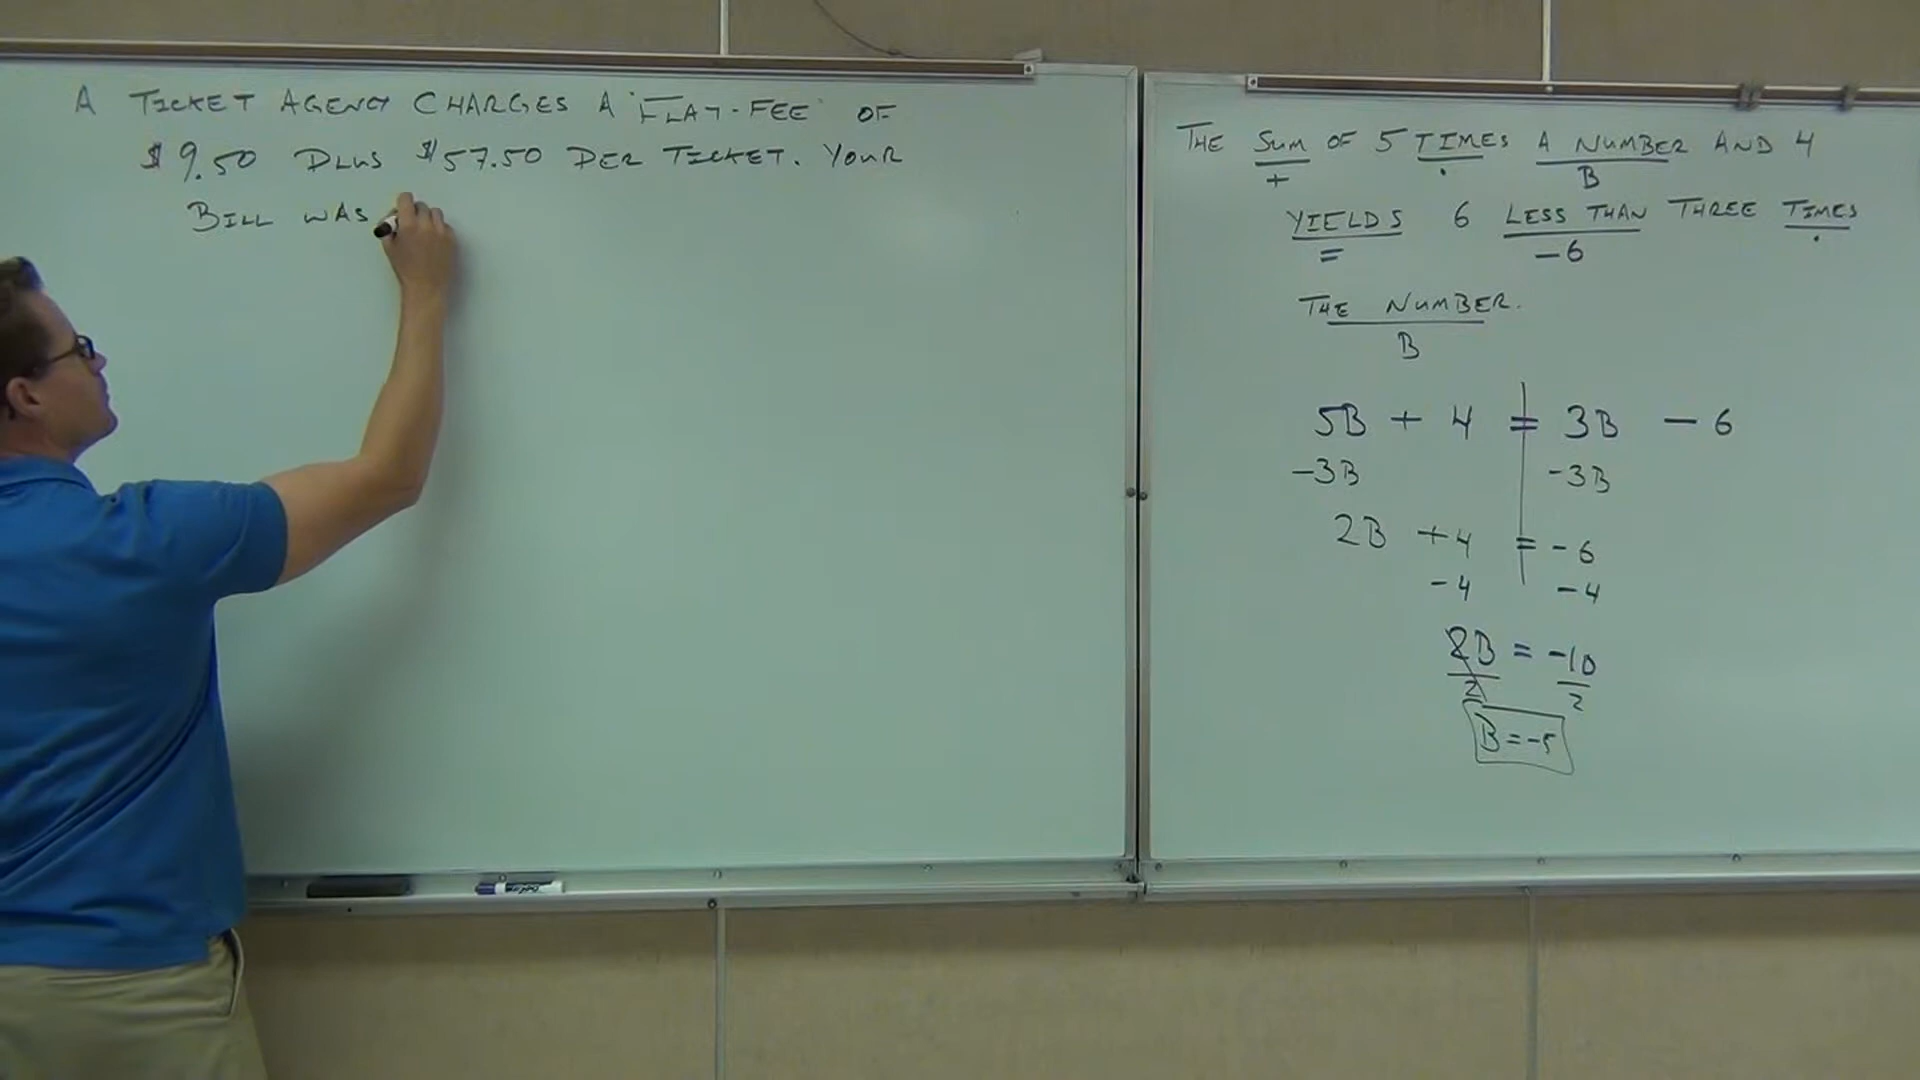 A TICKET AGENCY CHARGES A "FLAT-FEE" OF
$9.50 PLUS $57.50 PER TICKET. YOUR
BILL WAS
THE SUM OF 5 TIMES A NUMBER AND 4
+ · B
YIELDS 6 LESS THAN THREE TIMES
= -6 ·
THE NUMBER.
B
5B + 4 = 3B - 6
-3B -3B
2B +4 = -6
-4 -4
2B = -10
2 2
B = -5